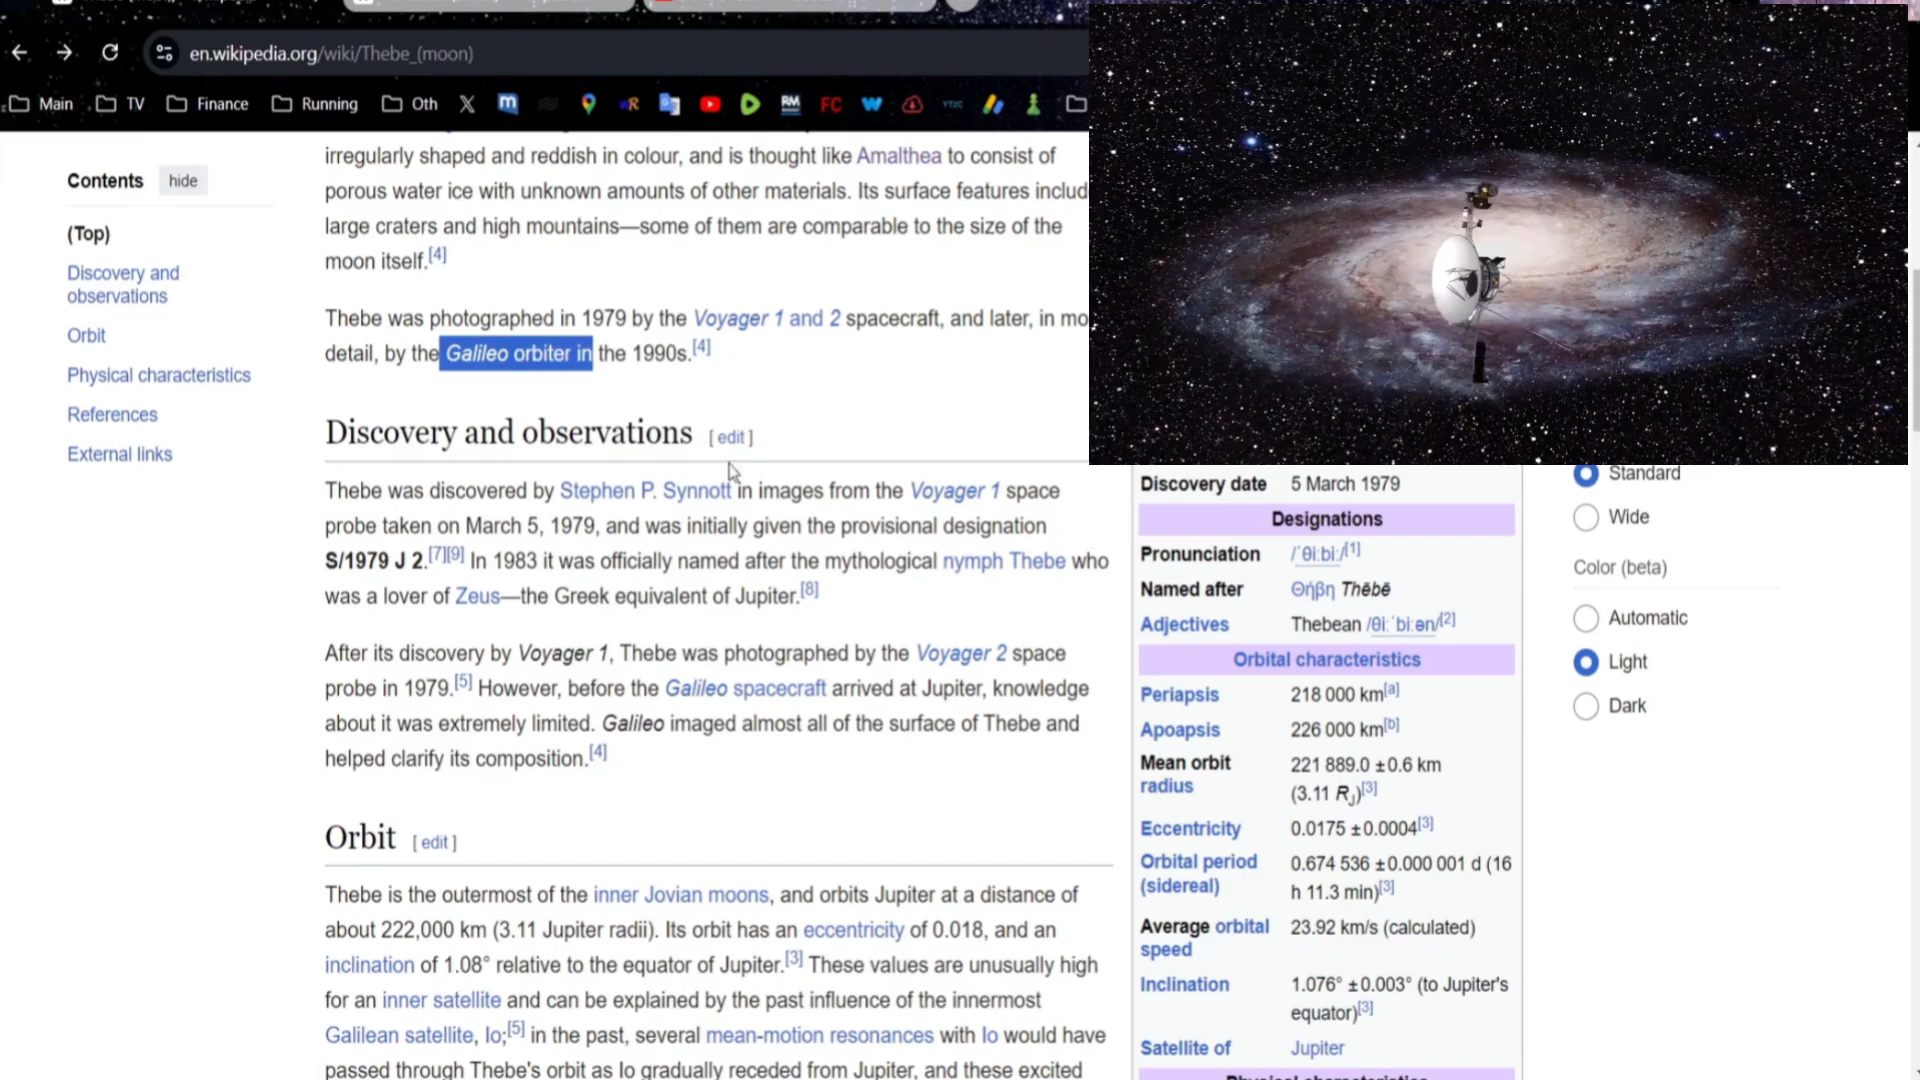 en.wikipedia.org/wiki/Thebe_(moon)
Main
TV
Finance
Running
Oth
RM
FC
Contents
hide
(Top)
Discovery and
observations
Orbit
Physical characteristics
References
External links
irregularly shaped and reddish in colour, and is thought like Amalthea to consist of
porous water ice with unknown amounts of other materials. Its surface features includ
large craters and high mountains—some of them are comparable to the size of the
moon itself.[4]
Thebe was photographed in 1979 by the Voyager 1 and 2 spacecraft, and later, in mo
detail, by the Galileo orbiter in the 1990s.[4]
Discovery and observations [ edit ]
Thebe was discovered by Stephen P. Synnott in images from the Voyager 1 space
probe taken on March 5, 1979, and was initially given the provisional designation
S/1979 J 2.[7][9] In 1983 it was officially named after the mythological nymph Thebe who
was a lover of Zeus—the Greek equivalent of Jupiter.[8]
After its discovery by Voyager 1, Thebe was photographed by the Voyager 2 space
probe in 1979.[5] However, before the Galileo spacecraft arrived at Jupiter, knowledge
about it was extremely limited. Galileo imaged almost all of the surface of Thebe and
helped clarify its composition.[4]
Orbit [ edit ]
Thebe is the outermost of the inner Jovian moons, and orbits Jupiter at a distance of
about 222,000 km (3.11 Jupiter radii). Its orbit has an eccentricity of 0.018, and an
inclination of 1.08° relative to the equator of Jupiter.[3] These values are unusually high
for an inner satellite and can be explained by the past influence of the innermost
Galilean satellite, Io;[5] in the past, several mean-motion resonances with Io would have
passed through Thebe's orbit as Io gradually receded from Jupiter, and these excited
Discovery date 5 March 1979
Designations
Pronunciation /ˈθiːbiː/[1]
Named after Θήβη Thēbē
Adjectives Thebean /θiːˈbiːən/[2]
Orbital characteristics
Periapsis 218 000 km[a]
Apoapsis 226 000 km[b]
Mean orbit radius 221 889.0 ±0.6 km
(3.11 RJ)[3]
Eccentricity 0.0175 ±0.0004[3]
Orbital period (sidereal) 0.674 536 ±0.000 001 d (16
h 11.3 min)[3]
Average orbital speed 23.92 km/s (calculated)
Inclination 1.076° ±0.003° (to Jupiter's
equator)[3]
Satellite of Jupiter
Physical characteristics
Standard
Wide
Color (beta)
Automatic
Light
Dark